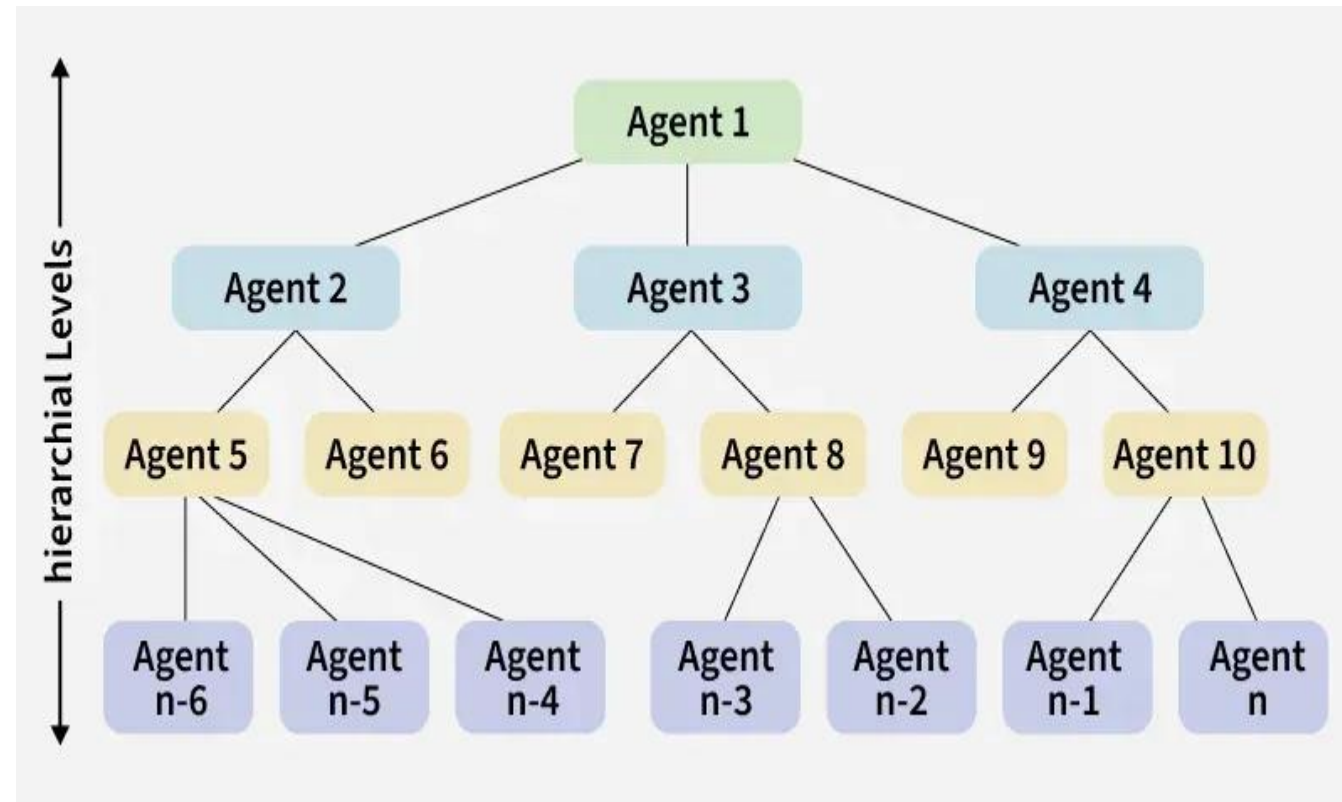 hierarchial Levels
Agent 1
Agent 2
Agent 3
Agent 4
Agent 5
Agent 6
Agent 7
Agent 8
Agent 9
Agent 10
Agent
n-6
Agent
n-5
Agent
n-4
Agent
n-3
Agent
n-2
Agent
n-1
Agent
n